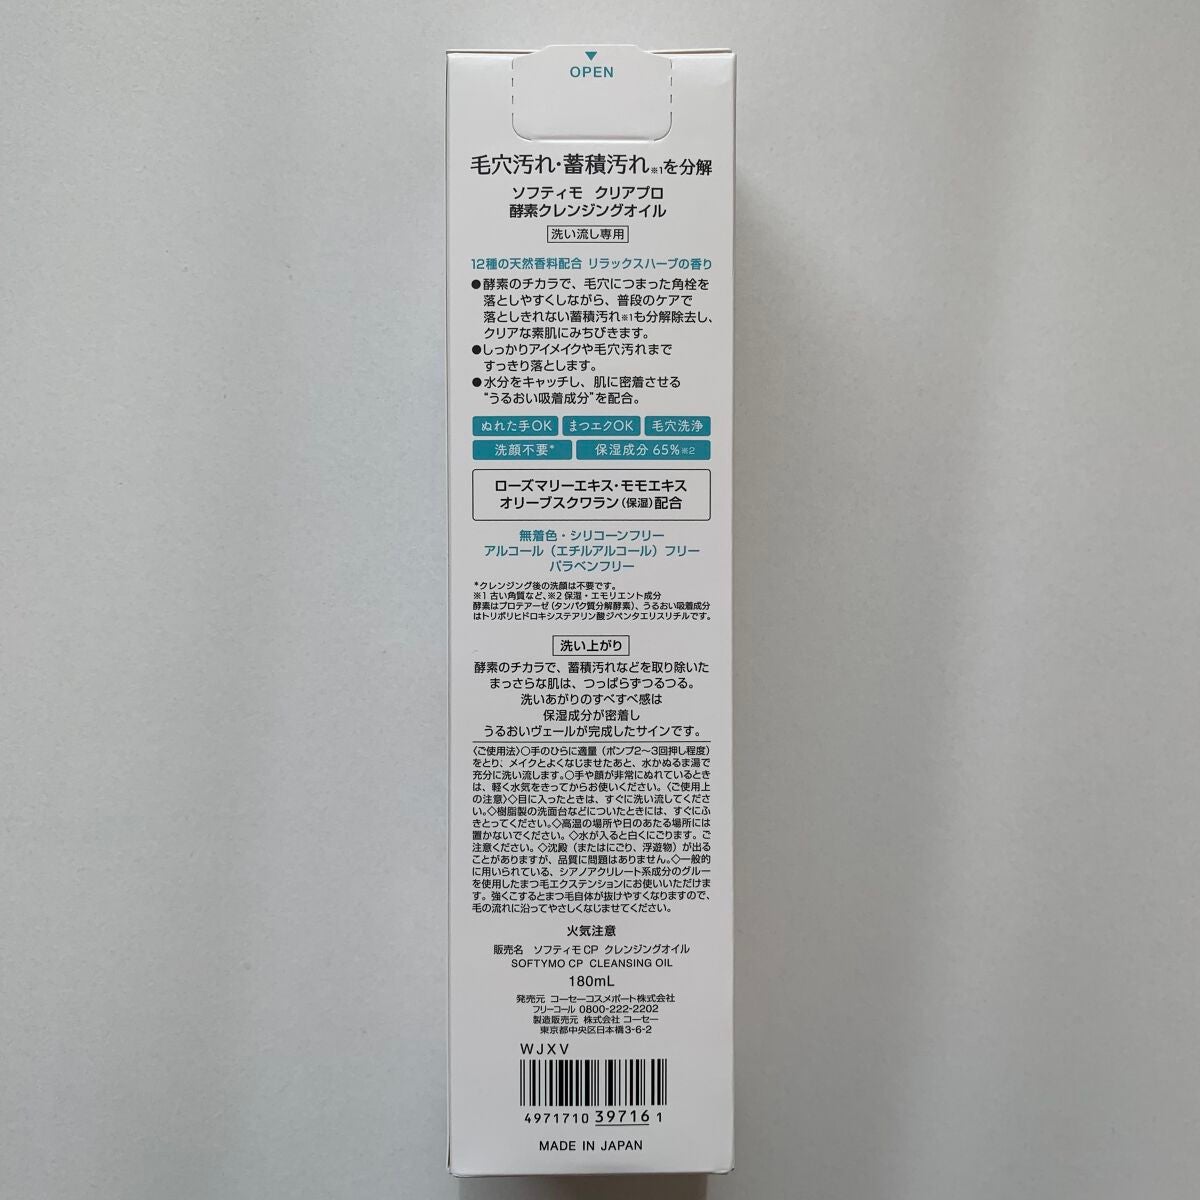 OPEN
毛穴汚れ・蓄積汚れ※1を分解
ソフティモ クリアプロ
酵素クレンジングオイル
洗い流し専用
12種の天然香料配合 リラックスハーブの香り
●酵素のチカラで、毛穴につまった角栓を
落としやすくしながら、普段のケアで
落としきれない蓄積汚れ※1も分解除去し、
クリアな素肌にみちびきます。
●しっかりアイメイクや毛穴汚れまで
すっきり落とします。
●水分をキャッチし、肌に密着させる
“うるおい吸着成分”を配合。
ぬれた手OK まつエクOK 毛穴洗浄
洗顔不要* 保湿成分 65%※2
ローズマリーエキス・モモエキス
オリーブスクワラン(保湿)配合
無着色・シリコーンフリー
アルコール（エチルアルコール）フリー
パラベンフリー
*クレンジング後の洗顔は不要です。
※1 古い角質など、※2 保湿・エモリエント成分
酵素はプロテアーゼ(タンパク質分解酵素)、うるおい吸着成分
はトリポリヒドロキシステアリン酸ジペンタエリスリチルです。
洗い上がり
酵素のチカラで、蓄積汚れなどを取り除いた
まっさらな肌は、つっぱらずつるつる。
洗いあがりのすべすべ感は
保湿成分が密着し
うるおいヴェールが完成したサインです。
〈ご使用法〉○手のひらに適量（ポンプ2〜3回押し程度）
をとり、メイクとよくなじませたあと、水かぬるま湯で
充分に洗い流します。○手や顔が非常にぬれているとき
は、軽く水気をきってからお使いください。〈ご使用上
の注意〉◇目に入ったときは、すぐに洗い流してくださ
い。◇樹脂製の洗面台などについたときには、すぐにふ
きとってください。◇高温の場所や日のあたる場所には
置かないでください。◇水が入ると白くにごります。ご
注意ください。◇沈殿（またはにごり、浮遊物）が出る
ことがありますが、品質に問題はありません。◇一般的
に用いられている、シアノアクリレート系成分のグルー
を使用したまつ毛エクステンションにお使いいただけま
す。強くこするとまつ毛自体が抜けやすくなりますので、
毛の流れに沿ってやさしくなじませてください。
火気注意
販売名 ソフティモ CP クレンジングオイル
SOFTYMO CP CLEANSING OIL
180mL
発売元 コーセーコスメポート株式会社
フリーコール 0800-222-2202
製造販売元 株式会社 コーセー
東京都中央区日本橋3-6-2
WJXV
4971710 39716 1
MADE IN JAPAN